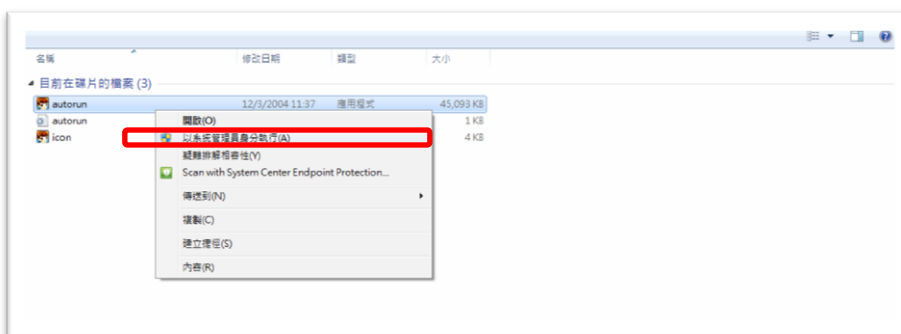 名稱 修改日期 類型 大小
目前在碟片的檔案 (3)
autorun 12/3/2004 11:37 應用程式 45,093 KB
autorun 1 KB
icon 4 KB
開啟(O)
以系統管理員身分執行(A)
疑難排解相容性(Y)
Scan with System Center Endpoint Protection...
傳送到(N)
複製(C)
建立捷徑(S)
內容(R)